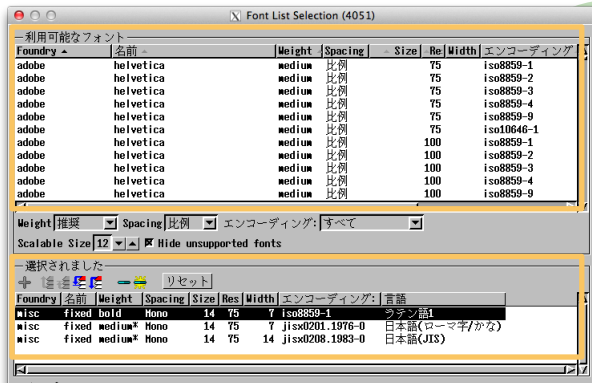 Font List Selection (4051)
利用可能なフォント
Foundry 名前 Weight Spacing Size Re Width エンコーディング
adobe helvetica medium 比例 75 iso8859-1
adobe helvetica medium 比例 75 iso8859-2
adobe helvetica medium 比例 75 iso8859-3
adobe helvetica medium 比例 75 iso8859-4
adobe helvetica medium 比例 75 iso8859-9
adobe helvetica medium 比例 75 iso10646-1
adobe helvetica medium 比例 100 iso8859-1
adobe helvetica medium 比例 100 iso8859-2
adobe helvetica medium 比例 100 iso8859-3
adobe helvetica medium 比例 100 iso8859-4
adobe helvetica medium 比例 100 iso8859-9
Weight 推奨 Spacing 比例 エンコーディング: すべて
Scalable Size 12 Hide unsupported fonts
選択されました
リセット
Foundry 名前 Weight Spacing Size Res Width エンコーディング: 言語
misc fixed bold Mono 14 75 7 iso8859-1 ラテン語1
misc fixed medium* Mono 14 75 7 jisx0201.1976-0 日本語(ローマ字/かな)
misc fixed medium* Mono 14 75 14 jisx0208.1983-0 日本語(JIS)